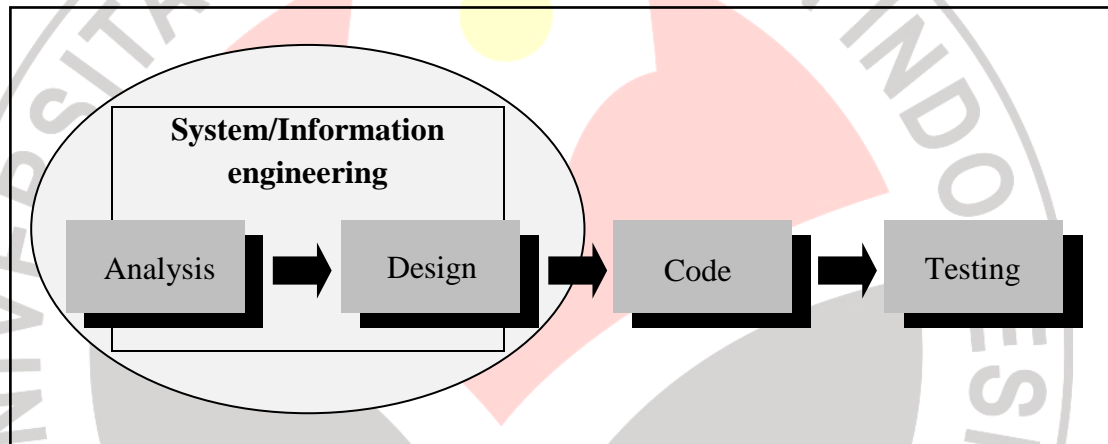 System/Information
engineering
Analysis
Design
Code
Testing